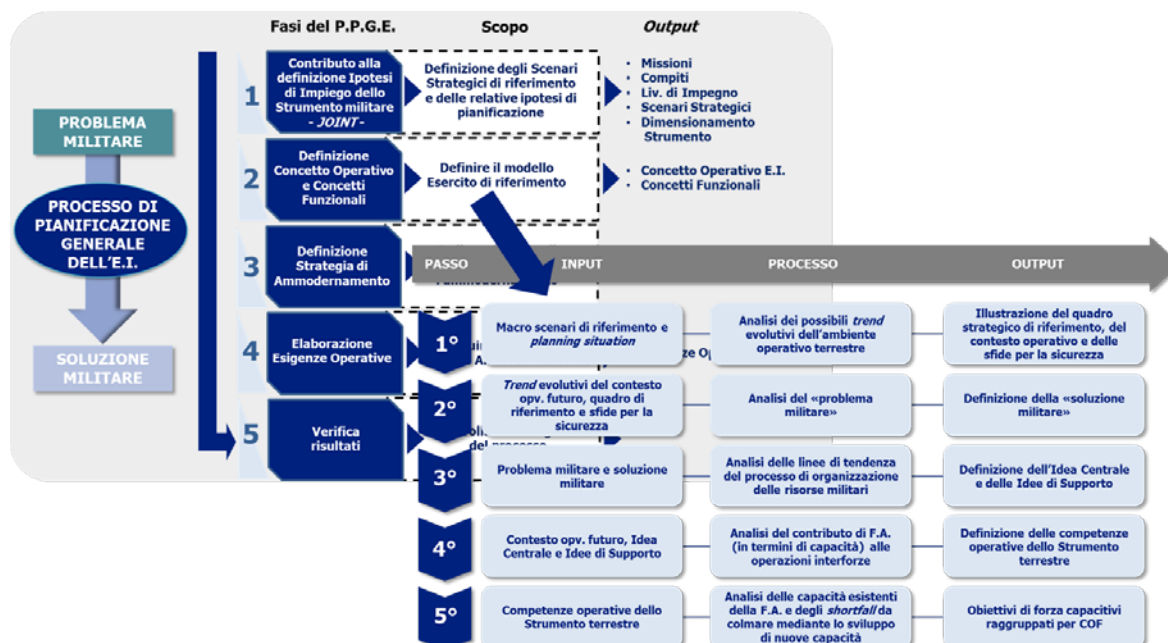 Fasi del P.P.G.E.
Scopo
Output
PROBLEMA
MILITARE
PROCESSO DI
PIANIFICAZIONE
GENERALE
DELL'E.I.
SOLUZIONE
MILITARE
1
Contributo alla
definizione Ipotesi
di Impiego dello
Strumento militare
- JOINT -
Definizione degli Scenari
Strategici di riferimento
e delle relative ipotesi di
pianificazione
• Missioni
• Compiti
• Liv. di Impegno
• Scenari Strategici
• Dimensionamento
Strumento
2
Definizione
Concetto Operativo
e Concetti
Funzionali
Definire il modello
Esercito di riferimento
• Concetto Operativo E.I.
• Concetti Funzionali
3
Definizione
Strategia di
Ammodernamento
4
Elaborazione
Esigenze Operative
5
Verifica
risultati
PASSO
INPUT
PROCESSO
OUTPUT
1°
Macro scenari di riferimento e
planning situation
Analisi dei possibili trend
evolutivi dell'ambiente
operativo terrestre
Illustrazione del quadro
strategico di riferimento, del
contesto operativo e delle
sfide per la sicurezza
2°
Trend evolutivi del contesto
opv. futuro, quadro di
riferimento e sfide per la
sicurezza
Analisi del «problema
militare»
Definizione della «soluzione
militare»
3°
Problema militare e soluzione
militare
Analisi delle linee di tendenza
del processo di organizzazione
delle risorse militari
Definizione dell'Idea Centrale
e delle Idee di Supporto
4°
Contesto opv. futuro, Idea
Centrale e Idee di Supporto
Analisi del contributo di F.A.
(in termini di capacità) alle
operazioni interforze
Definizione delle competenze
operative dello Strumento
terrestre
5°
Competenze operative dello
Strumento terrestre
Analisi delle capacità esistenti
della F.A. e degli shortfall da
colmare mediante lo sviluppo
di nuove capacità
Obiettivi di forza capacitivi
raggruppati per COF